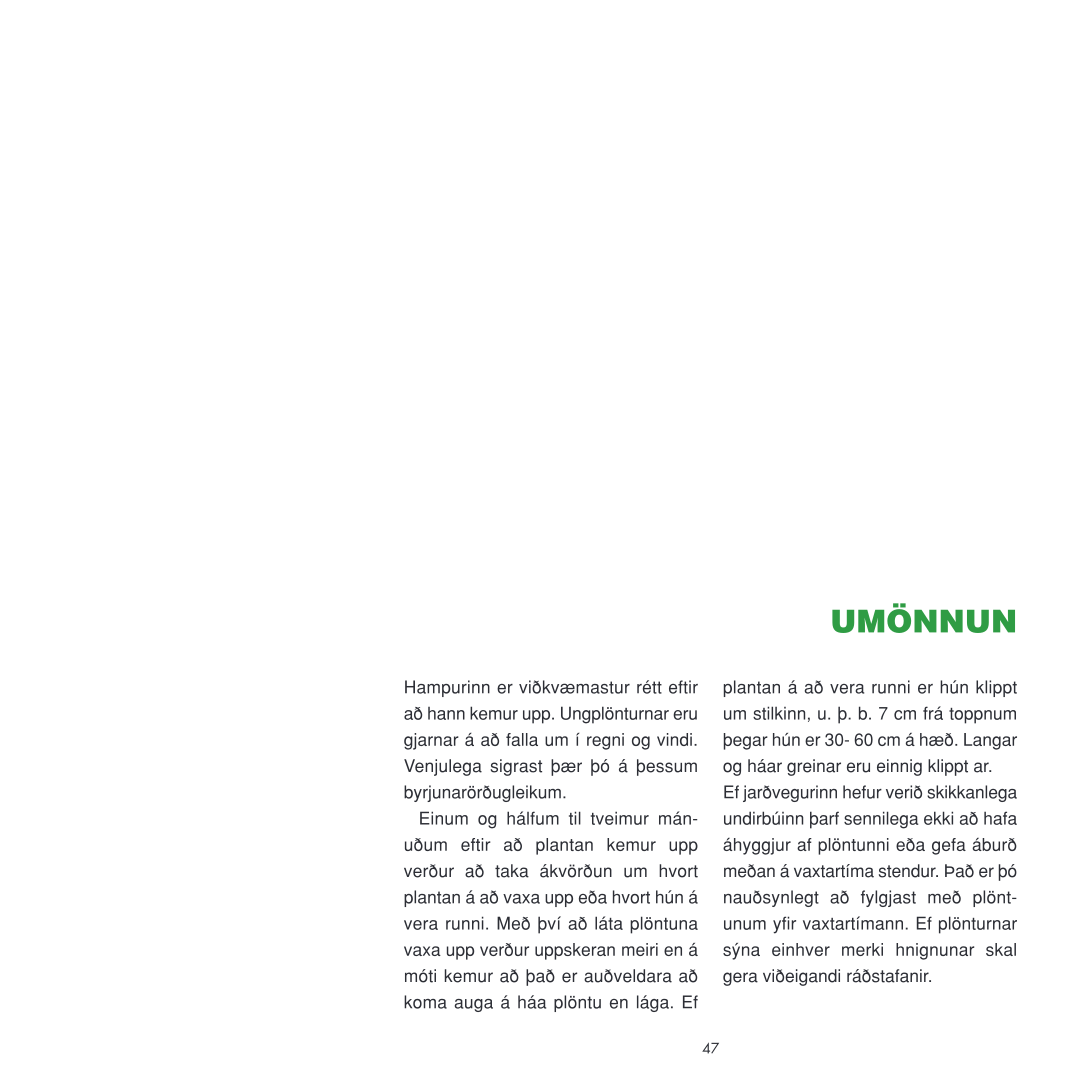 UMÖNNUN
Hampurinn er viðkvæmastur rétt eftir
að hann kemur upp. Ungplönturnar eru
gjarnar á að falla um í regni og vindi.
Venjulega sigrast þær þó á þessum
byrjunarörðugleikum.
Einum og hálfum til tveimur mán-
uðum eftir að plantan kemur upp
verður að taka ákvörðun um hvort
plantan á að vaxa upp eða hvort hún á
vera runni. Með því að láta plöntuna
vaxa upp verður uppskeran meiri en á
móti kemur að það er auðveldara að
koma auga á háa plöntu en lága. Ef
plantan á að vera runni er hún klippt
um stilkinn, u. þ. b. 7 cm frá toppnum
þegar hún er 30- 60 cm á hæð. Langar
og háar greinar eru einnig klippt ar.
Ef jarðvegurinn hefur verið skikkanlega
undirbúinn þarf sennilega ekki að hafa
áhyggjur af plöntunni eða gefa áburð
meðan á vaxtartíma stendur. Það er þó
nauðsynlegt að fylgjast með plönt-
unum yfir vaxtartímann. Ef plönturnar
sýna einhver merki hnignunar skal
gera viðeigandi ráðstafanir.
47